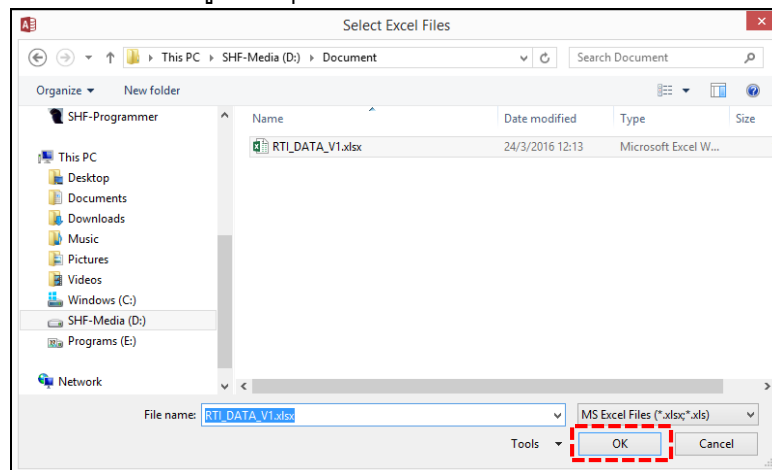 Select Excel Files
This PC SHF-Media (D:) Document
Search Document
Organize New folder
SHF-Programmer
This PC
Desktop
Documents
Downloads
Music
Pictures
Videos
Windows (C:)
SHF-Media (D:)
Programs (E:)
Network
Name Date modified Type Size
RTI_DATA_V1.xlsx 24/3/2016 12:13 Microsoft Excel W...
File name: RTI_DATA_V1.xlsx MS Excel Files (*.xlsx;*.xls)
Tools OK Cancel